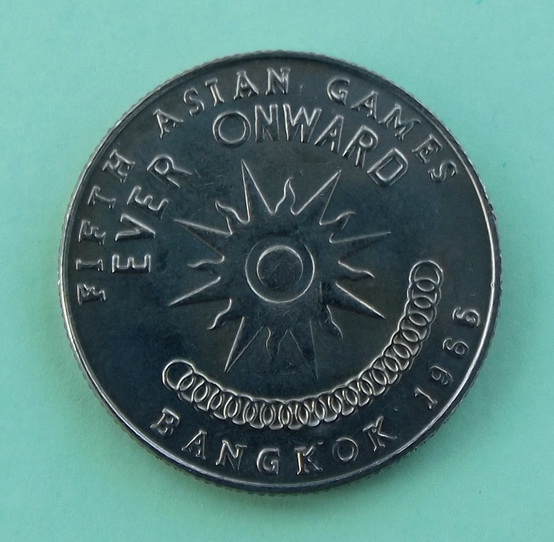 FIFTH ASIAN GAMES
EVER ONWARD
BANGKOK 1966